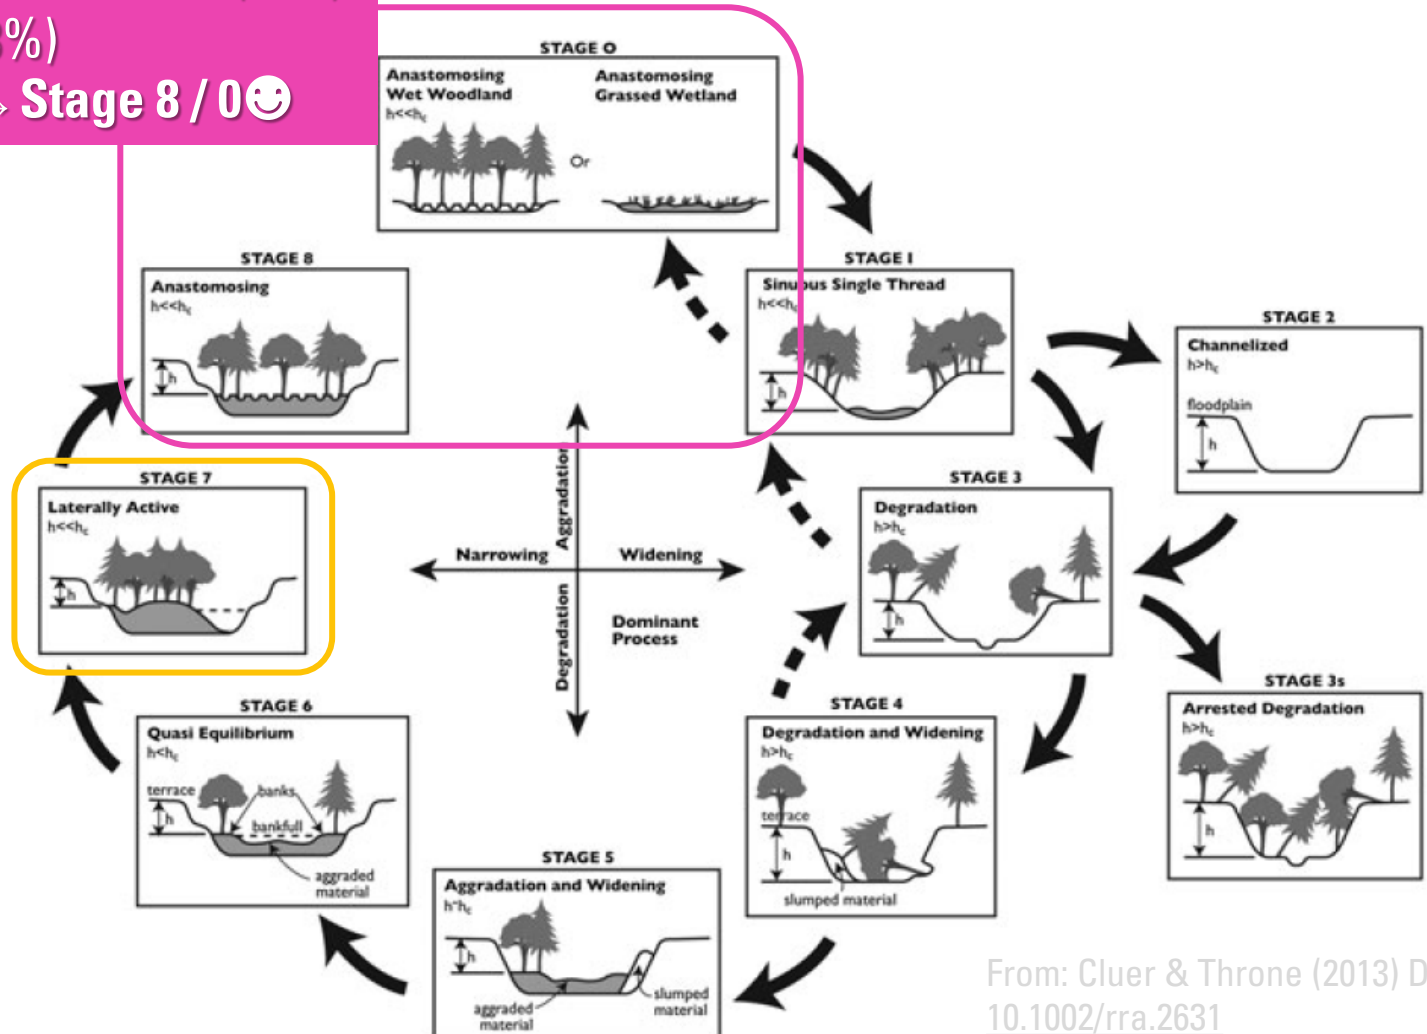 %)
Stage 8 / 0☻
STAGE O
Anastomosing
Wet Woodland
h<<hc
Or
Anastomosing
Grassed Wetland
STAGE 8
Anastomosing
h<<hc
h
STAGE I
Sinuous Single Thread
h<<hc
h
STAGE 2
Channelized
h>hc
floodplain
h
STAGE 7
Laterally Active
h<<hc
h
Aggradation
Narrowing
Widening
Degradation
Dominant
Process
STAGE 3
Degradation
h>hc
h
STAGE 3s
Arrested Degradation
h>hc
h
STAGE 6
Quasi Equilibrium
h<hc
terrace
banks
h
bankfull
aggraded
material
STAGE 4
Degradation and Widening
h>hc
terrace
h
slumped material
STAGE 5
Aggradation and Widening
h~hc
h
aggraded
material
slumped
material
From: Cluer & Throne (2013) D
10.1002/rra.2631